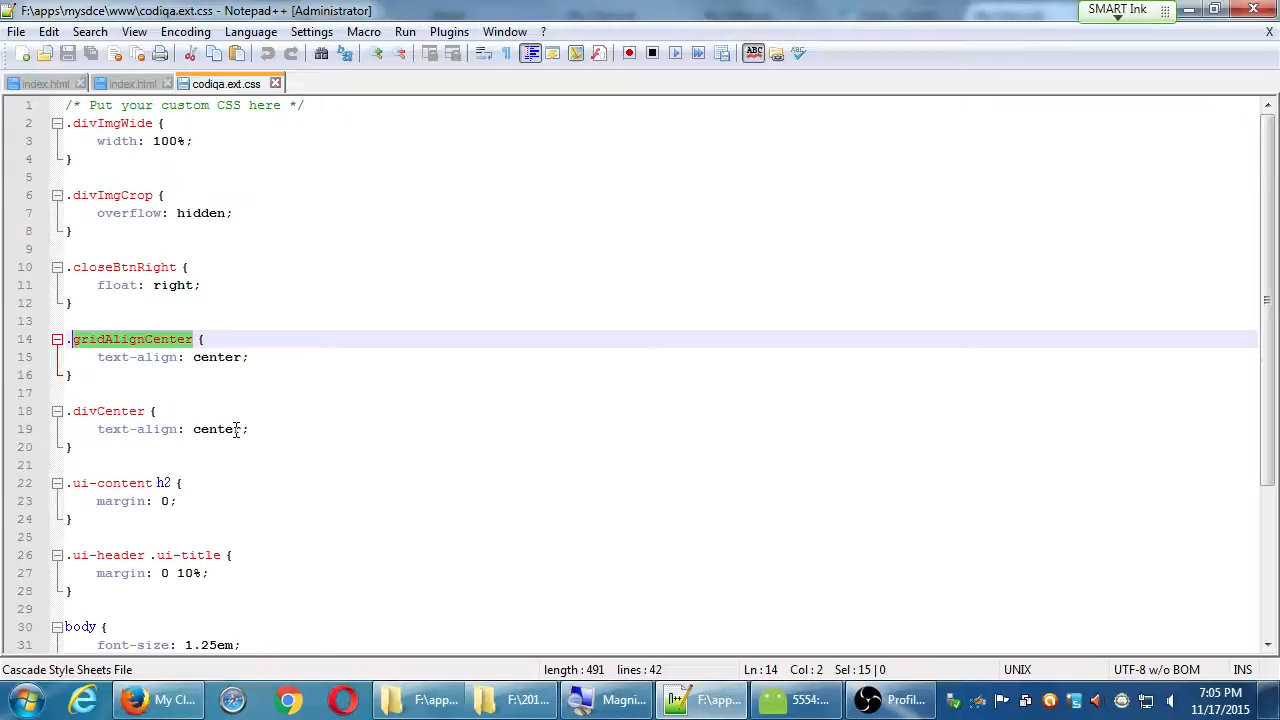 F:\apps\mysdce\www\codiqa.ext.css - Notepad++ [Administrator]
SMART Ink
File Edit Search View Encoding Language Settings Macro Run Plugins Window ? X
ABC
index.html index.html codiqa.ext.css
1 /* Put your custom CSS here */
2 .divImgWide {
3 width: 100%;
4 }
5
6 .divImgCrop {
7 overflow: hidden;
8 }
9
10 .closeBtnRight {
11 float: right;
12 }
13
14 .gridAlignCenter {
15 text-align: center;
16 }
17
18 .divCenter {
19 text-align: center;
20 }
21
22 .ui-content h2 {
23 margin: 0;
24 }
25
26 .ui-header .ui-title {
27 margin: 0 10%;
28 }
29
30 body {
31 font-size: 1.25em;
Cascade Style Sheets File length : 491 lines : 42 Ln : 14 Col : 2 Sel : 15 | 0 UNIX UTF-8 w/o BOM INS
My Cl... F:\app... F:\201... Magni... F:\app... 5554:... Profil... 7:05 PM
11/17/2015